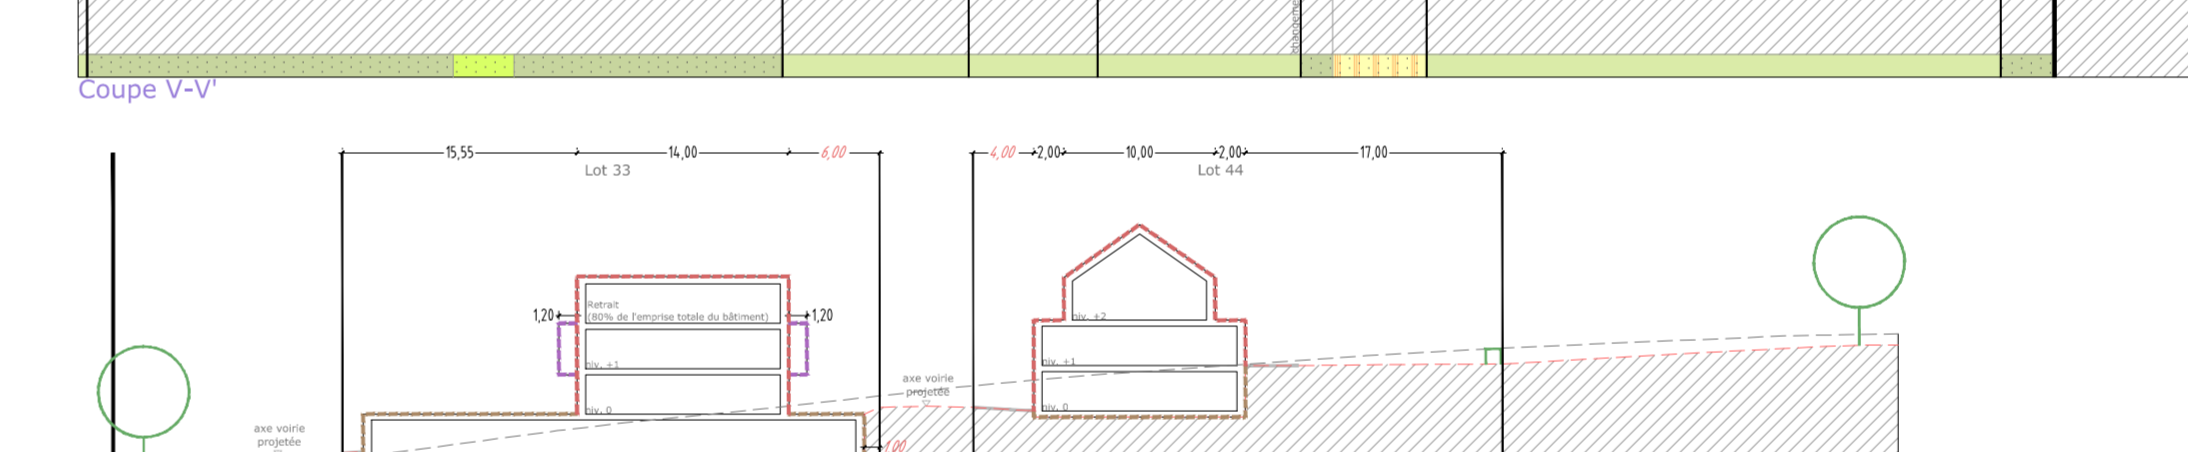 changeme
Coupe V-V'
15,55
14,00
6,00
4,00
2,00
10,00
2,00
17,00
Lot 33
Lot 44
Retrait
(80% de l'emprise totale du bâtiment)
1,20
1,20
niv. +2
niv. +1
niv. +1
axe voirie
projetée
niv. 0
niv. 0
axe voirie
projetée
1,00